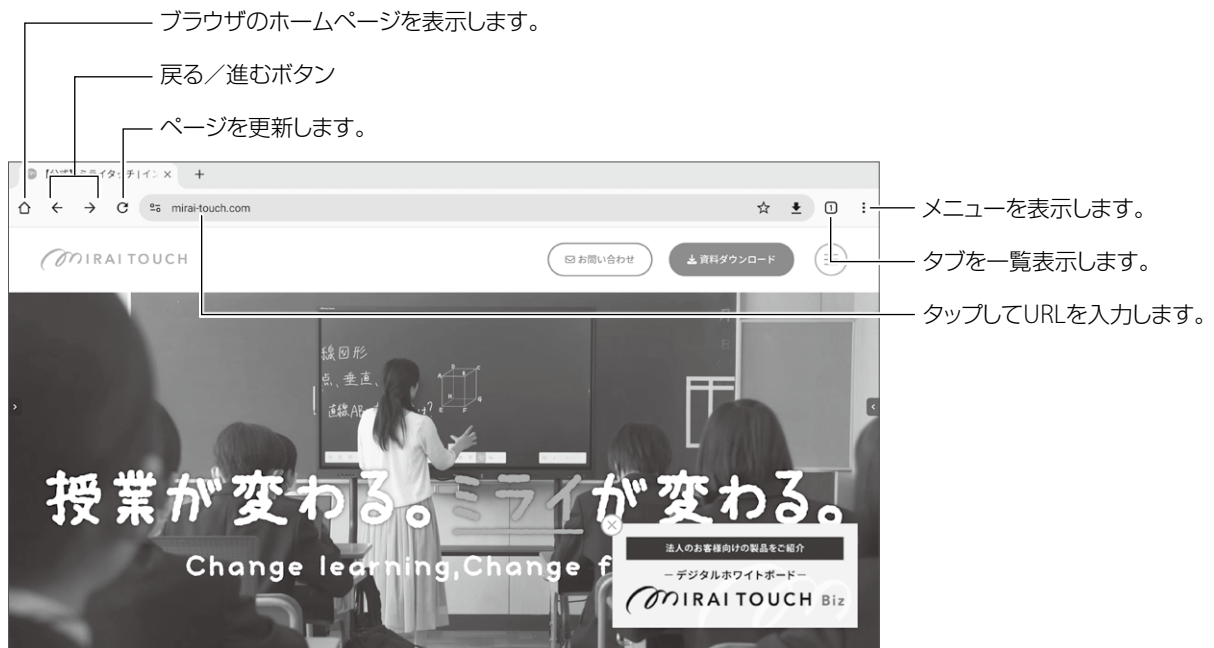 ブラウザのホームページを表示します。
戻る／進むボタン
ページを更新します。
mirai-touch.com
1
メニューを表示します。
MIRAI TOUCH
お問い合わせ
資料ダウンロード
タブを一覧表示します。
タップしてURLを入力します。
線図形
点、垂直、
直線AB
授業が変わる。ミライが変わる。
Change learning,Change f
法人のお客様向けの製品をご紹介
－デジタルホワイトボード－
MIRAI TOUCH Biz